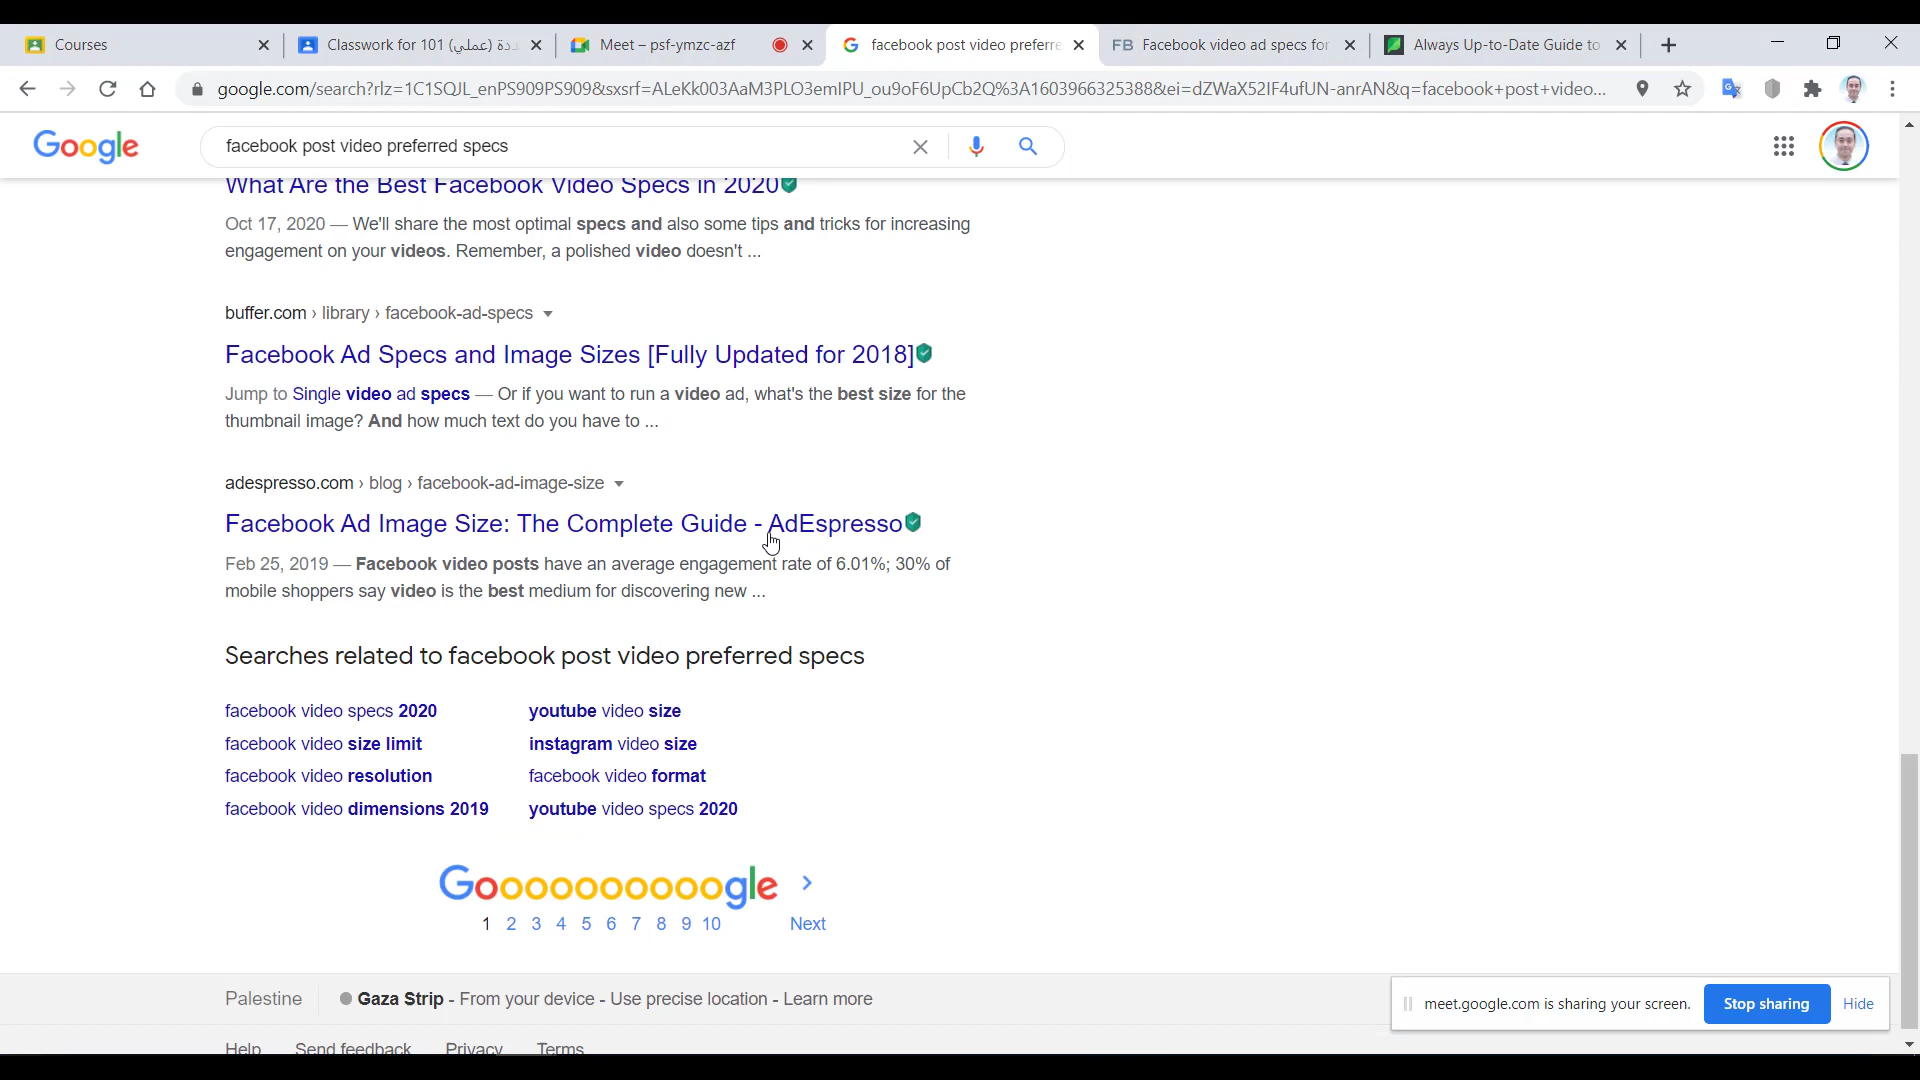 Courses
Classwork for 101 (عملي) ةد
Meet – psf-ymzc-azf
facebook post video preferre
FB Facebook video ad specs for
Always Up-to-Date Guide to
google.com/search?rlz=1C1SQJL_enPS909PS909&sxsrf=ALeKk003AaM3PLO3emIPU_ou9oF6UpCb2Q%3A1603966325388&ei=dZWaX52IF4ufUN-anrAN&q=facebook+post+video...
Google
facebook post video preferred specs
What Are the Best Facebook Video Specs in 2020
Oct 17, 2020 — We'll share the most optimal specs and also some tips and tricks for increasing
engagement on your videos. Remember, a polished video doesn't ...
buffer.com › library › facebook-ad-specs
Facebook Ad Specs and Image Sizes [Fully Updated for 2018]
Jump to Single video ad specs — Or if you want to run a video ad, what's the best size for the
thumbnail image? And how much text do you have to ...
adespresso.com › blog › facebook-ad-image-size
Facebook Ad Image Size: The Complete Guide - AdEspresso
Feb 25, 2019 — Facebook video posts have an average engagement rate of 6.01%; 30% of
mobile shoppers say video is the best medium for discovering new ...
Searches related to facebook post video preferred specs
facebook video specs 2020
youtube video size
facebook video size limit
instagram video size
facebook video resolution
facebook video format
facebook video dimensions 2019
youtube video specs 2020
Goooooooooogle
1 2 3 4 5 6 7 8 9 10 Next
Palestine
Gaza Strip - From your device - Use precise location - Learn more
meet.google.com is sharing your screen. Stop sharing Hide
Help Send feedback Privacy Terms